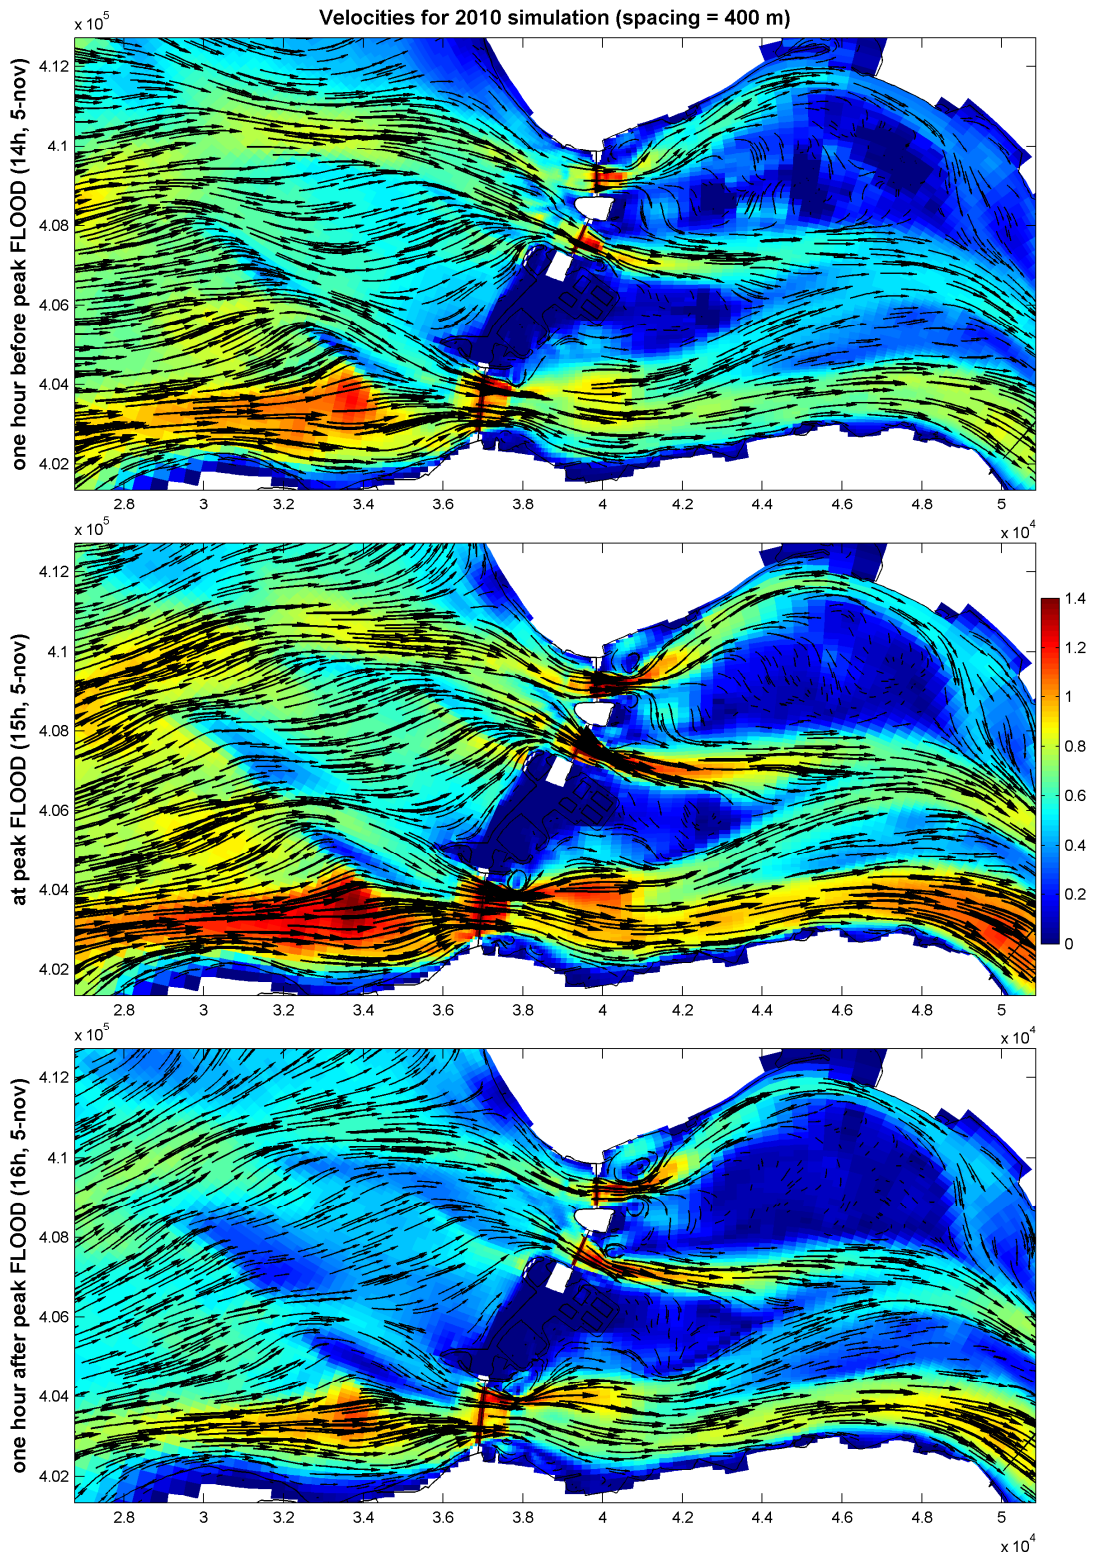 Velocities for 2010 simulation (spacing = 400 m)
x 10^5
4.12
4.1
4.08
4.06
4.04
4.02
one hour before peak FLOOD (14h, 5-nov)
2.8 3 3.2 3.4 3.6 3.8 4 4.2 4.4 4.6 4.8 5
x 10^4
x 10^5
4.12
4.1
4.08
4.06
4.04
4.02
at peak FLOOD (15h, 5-nov)
2.8 3 3.2 3.4 3.6 3.8 4 4.2 4.4 4.6 4.8 5
x 10^4
1.4
1.2
1
0.8
0.6
0.4
0.2
0
x 10^5
4.12
4.1
4.08
4.06
4.04
4.02
one hour after peak FLOOD (16h, 5-nov)
2.8 3 3.2 3.4 3.6 3.8 4 4.2 4.4 4.6 4.8 5
x 10^4